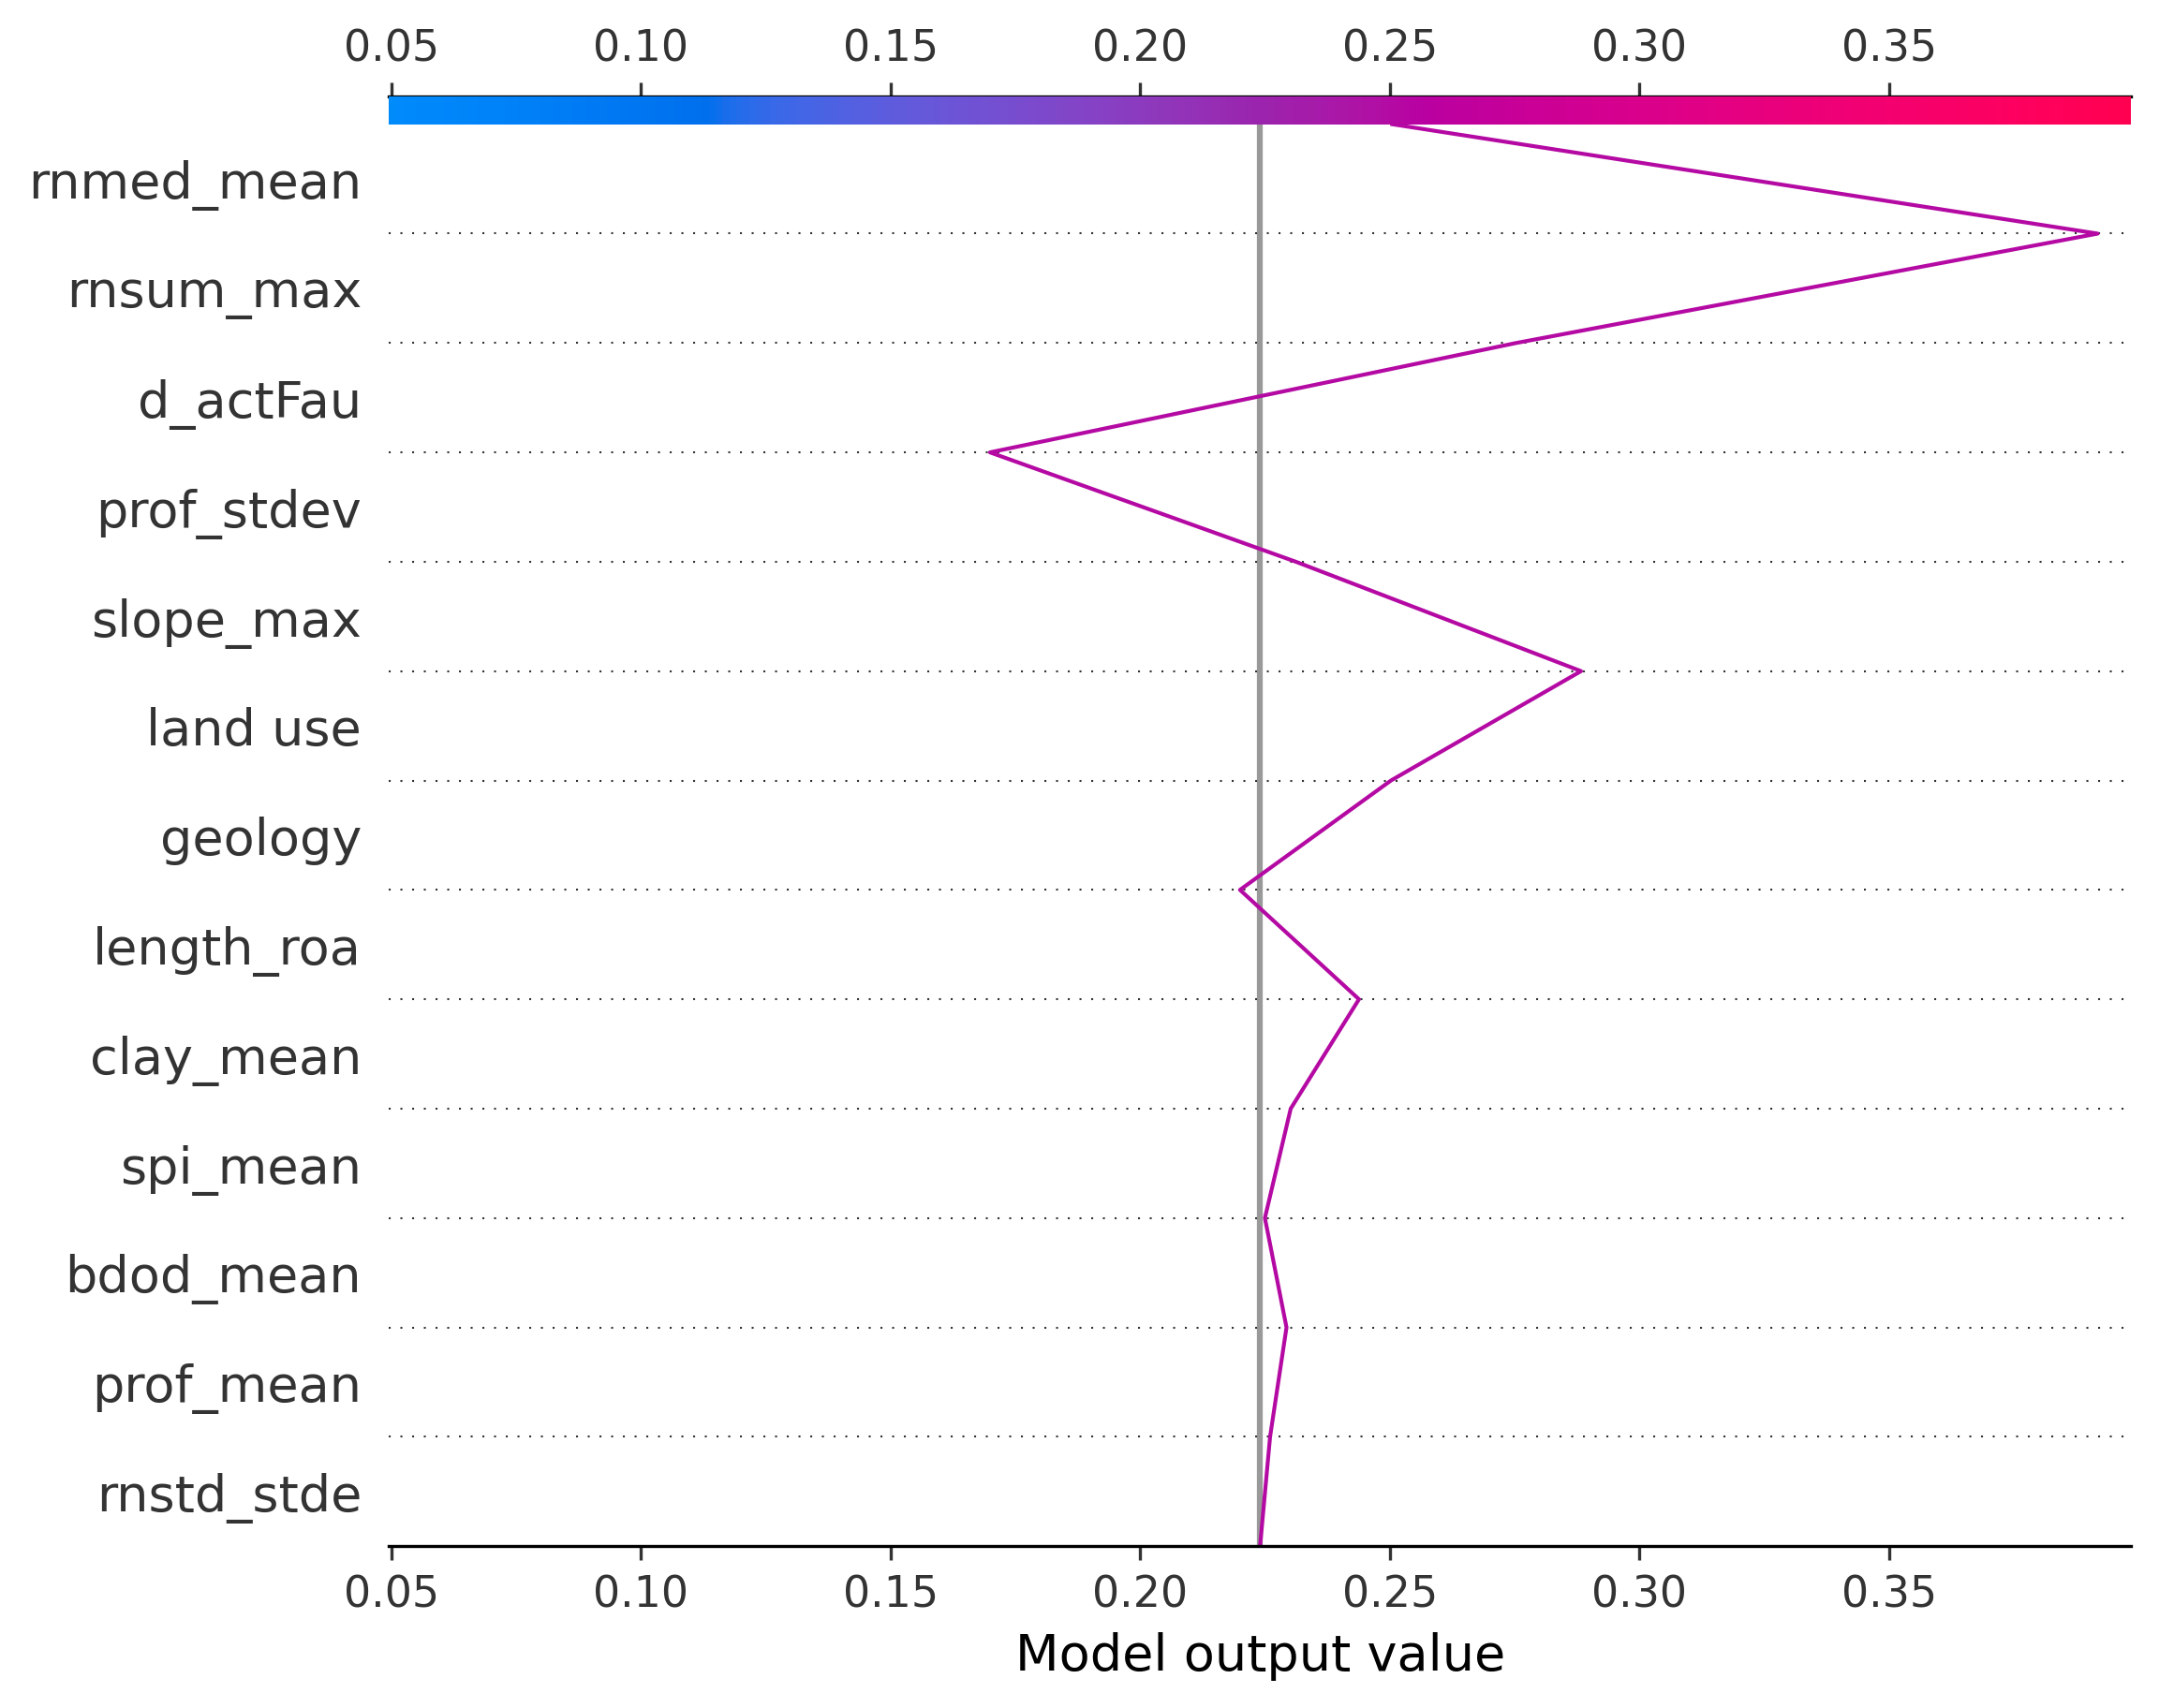 0.05 0.10 0.15 0.20 0.25 0.30 0.35
rnmed_mean
rnsum_max
d_actFau
prof_stdev
slope_max
land use
geology
length_roa
clay_mean
spi_mean
bdod_mean
prof_mean
rnstd_stde
0.05 0.10 0.15 0.20 0.25 0.30 0.35
Model output value